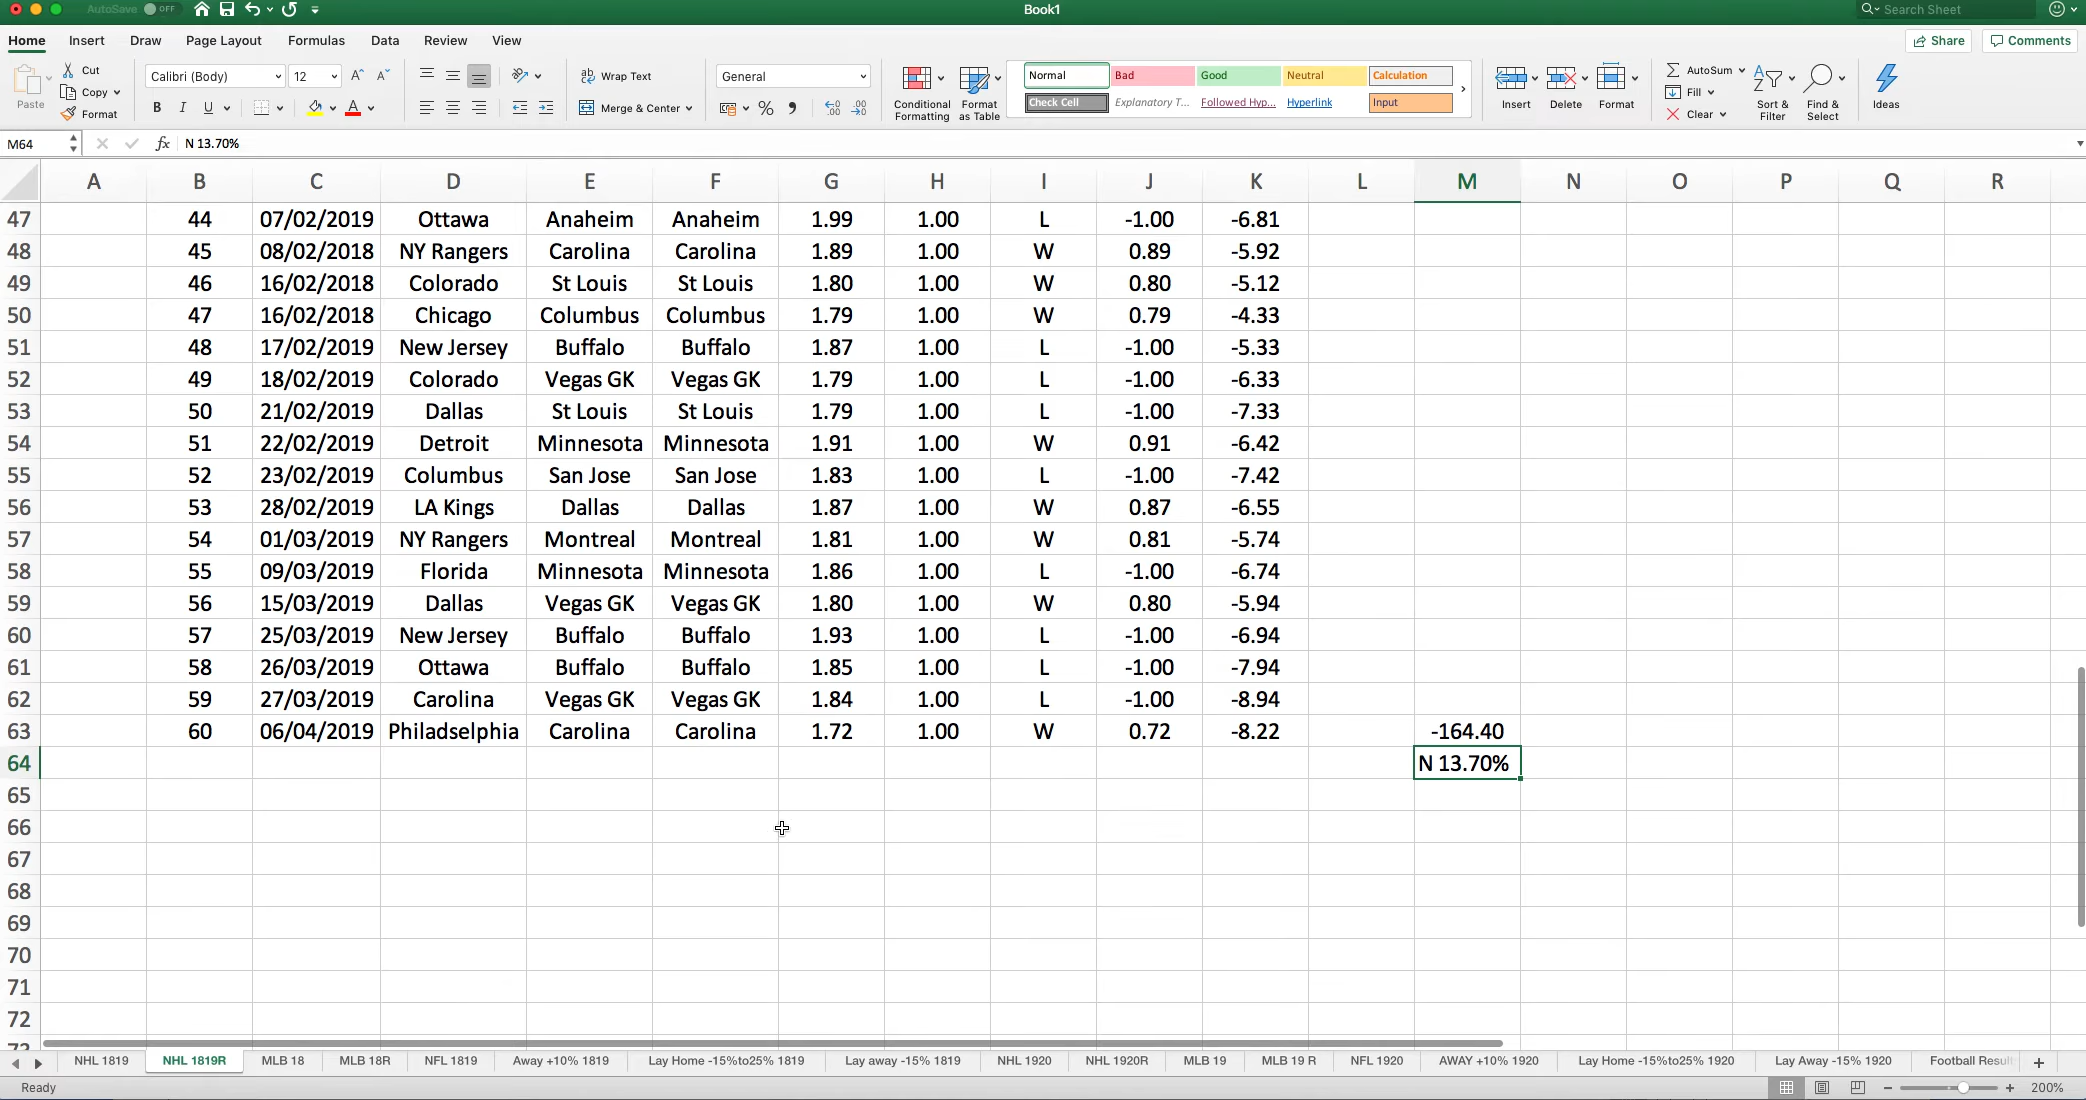 AutoSave OFF Book1 Search Sheet
Home Insert Draw Page Layout Formulas Data Review View Share Comments
Paste Cut Copy Format
Calibri (Body) 12 A A
B I U A
ab Wrap Text
Merge & Center
General
% 9
Conditional Formatting
Format as Table
Normal Bad Good Neutral Calculation
Check Cell Explanatory T... Followed Hyp... Hyperlink Input
Insert Delete Format
AutoSum
Fill
Clear
Sort & Filter
Find & Select
Ideas
M64 fx N 13.70%
A B C D E F G H I J K L M N O P Q R
47 44 07/02/2019 Ottawa Anaheim Anaheim 1.99 1.00 L -1.00 -6.81
48 45 08/02/2018 NY Rangers Carolina Carolina 1.89 1.00 W 0.89 -5.92
49 46 16/02/2018 Colorado St Louis St Louis 1.80 1.00 W 0.80 -5.12
50 47 16/02/2018 Chicago Columbus Columbus 1.79 1.00 W 0.79 -4.33
51 48 17/02/2019 New Jersey Buffalo Buffalo 1.87 1.00 L -1.00 -5.33
52 49 18/02/2019 Colorado Vegas GK Vegas GK 1.79 1.00 L -1.00 -6.33
53 50 21/02/2019 Dallas St Louis St Louis 1.79 1.00 L -1.00 -7.33
54 51 22/02/2019 Detroit Minnesota Minnesota 1.91 1.00 W 0.91 -6.42
55 52 23/02/2019 Columbus San Jose San Jose 1.83 1.00 L -1.00 -7.42
56 53 28/02/2019 LA Kings Dallas Dallas 1.87 1.00 W 0.87 -6.55
57 54 01/03/2019 NY Rangers Montreal Montreal 1.81 1.00 W 0.81 -5.74
58 55 09/03/2019 Florida Minnesota Minnesota 1.86 1.00 L -1.00 -6.74
59 56 15/03/2019 Dallas Vegas GK Vegas GK 1.80 1.00 W 0.80 -5.94
60 57 25/03/2019 New Jersey Buffalo Buffalo 1.93 1.00 L -1.00 -6.94
61 58 26/03/2019 Ottawa Buffalo Buffalo 1.85 1.00 L -1.00 -7.94
62 59 27/03/2019 Carolina Vegas GK Vegas GK 1.84 1.00 L -1.00 -8.94
63 60 06/04/2019 Philadselphia Carolina Carolina 1.72 1.00 W 0.72 -8.22 -164.40
64 N 13.70%
65
66
67
68
69
70
71
72
NHL 1819 NHL 1819R MLB 18 MLB 18R NFL 1819 Away +10% 1819 Lay Home -15%to25% 1819 Lay away -15% 1819 NHL 1920 NHL 1920R MLB 19 MLB 19 R NFL 1920 AWAY +10% 1920 Lay Home -15%to25% 1920 Lay Away -15% 1920 Football Resu
Ready 200%